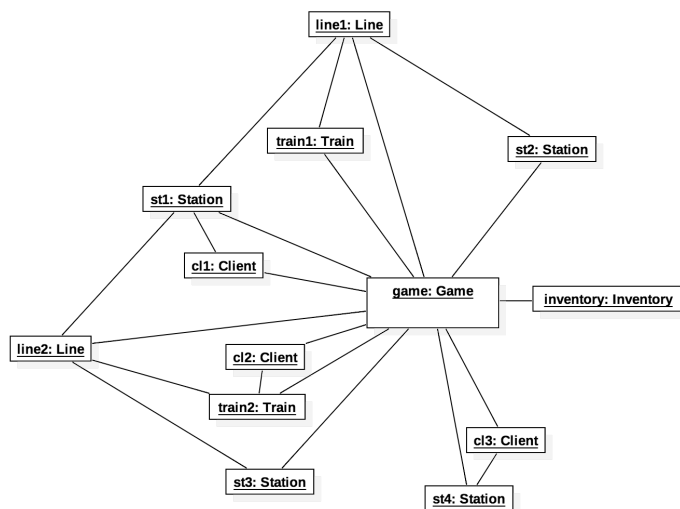 line1: Line
train1: Train
st2: Station
st1: Station
cl1: Client
game: Game
inventory: Inventory
line2: Line
cl2: Client
train2: Train
cl3: Client
st3: Station
st4: Station